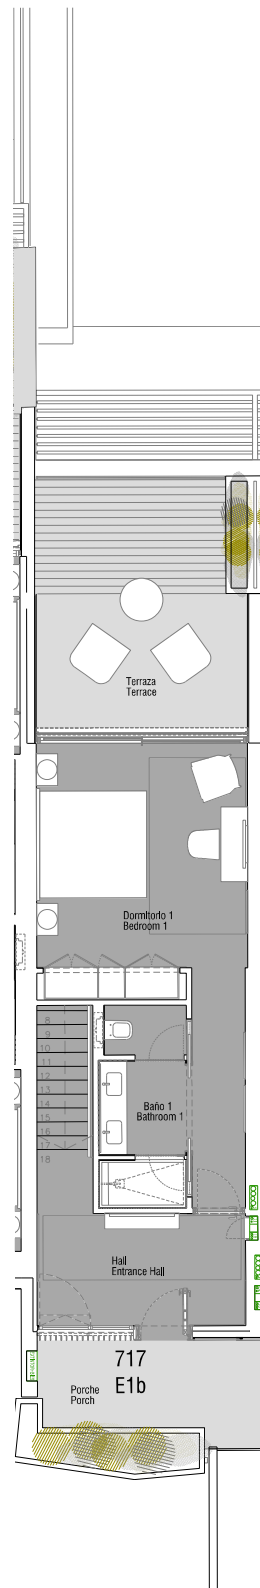 Terraza
Terrace
Dormitorio 1
Bedroom 1
8
9
10
11
12
13
14
15
16
17
18
Baño 1
Bathroom 1
Hall
Entrance Hall
717
E1b
Porche
Porch